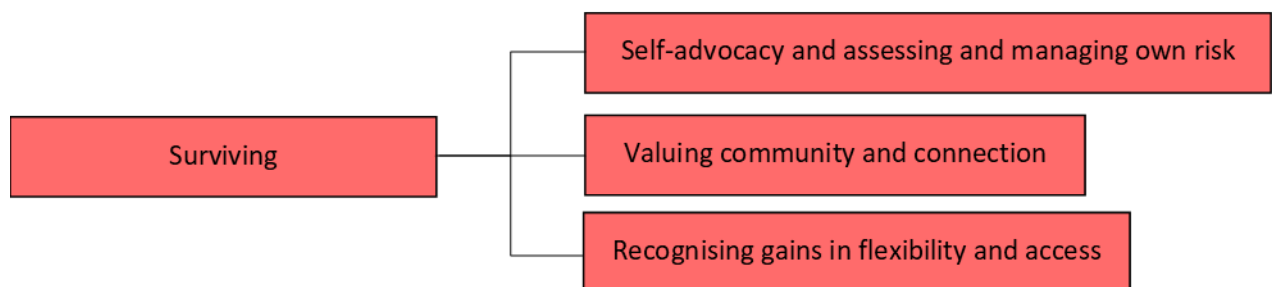 Self-advocacy and assessing and managing own risk
Surviving
Valuing community and connection
Recognising gains in flexibility and access